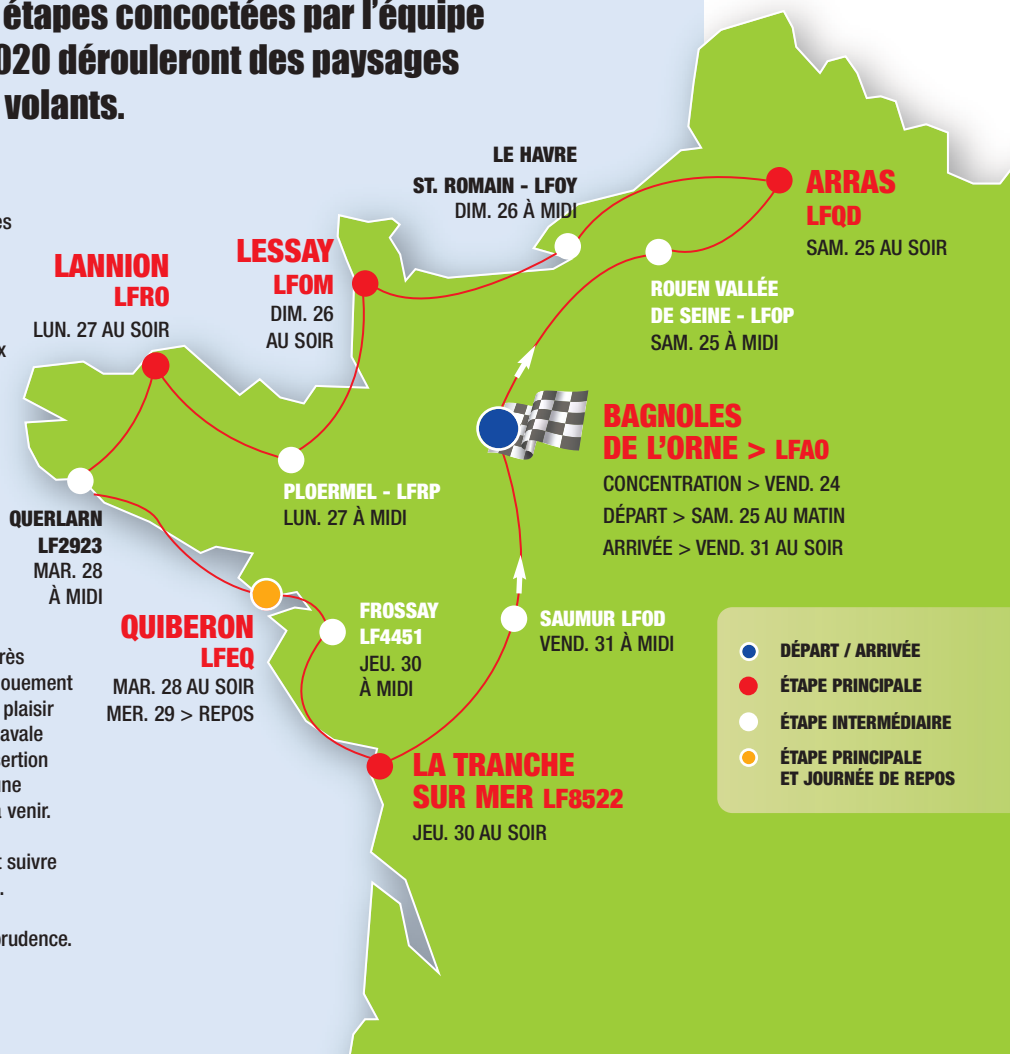 étapes concoctées par l'équipe
020 dérouleront des paysages
volants.
LE HAVRE
ST. ROMAIN - LFOY
DIM. 26 À MIDI
ARRAS
LFQD
SAM. 25 AU SOIR
LESSAY
LFOM
DIM. 26
AU SOIR
LANNION
LFRO
LUN. 27 AU SOIR
ROUEN VALLÉE
DE SEINE - LFOP
SAM. 25 À MIDI
BAGNOLES
DE L'ORNE > LFAO
CONCENTRATION > VEND. 24
DÉPART > SAM. 25 AU MATIN
ARRIVÉE > VEND. 31 AU SOIR
PLOERMEL - LFRP
LUN. 27 À MIDI
QUERLARN
LF2923
MAR. 28
À MIDI
QUIBERON
LFEQ
MAR. 28 AU SOIR
MER. 29 > REPOS
FROSSAY
LF4451
JEU. 30
À MIDI
SAUMUR LFOD
VEND. 31 À MIDI
LA TRANCHE
SUR MER LF8522
JEU. 30 AU SOIR
DÉPART / ARRIVÉE
ÉTAPE PRINCIPALE
ÉTAPE INTERMÉDIAIRE
ÉTAPE PRINCIPALE
ET JOURNÉE DE REPOS
es
x
rès
ouement
plaisir
avale
sertion
une
venir.
t suivre
.
prudence.